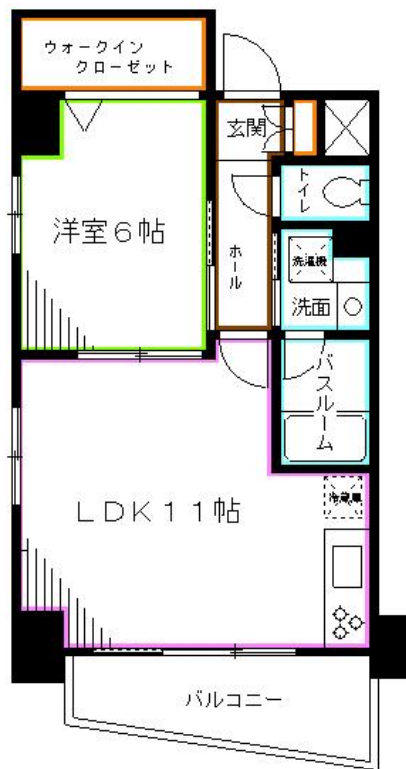 ウォークイン
クローゼット
玄関
トイレ
洋室6帖
ホール
洗濯機
洗面
バスルーム
LDK11帖
冷蔵庫
バルコニー